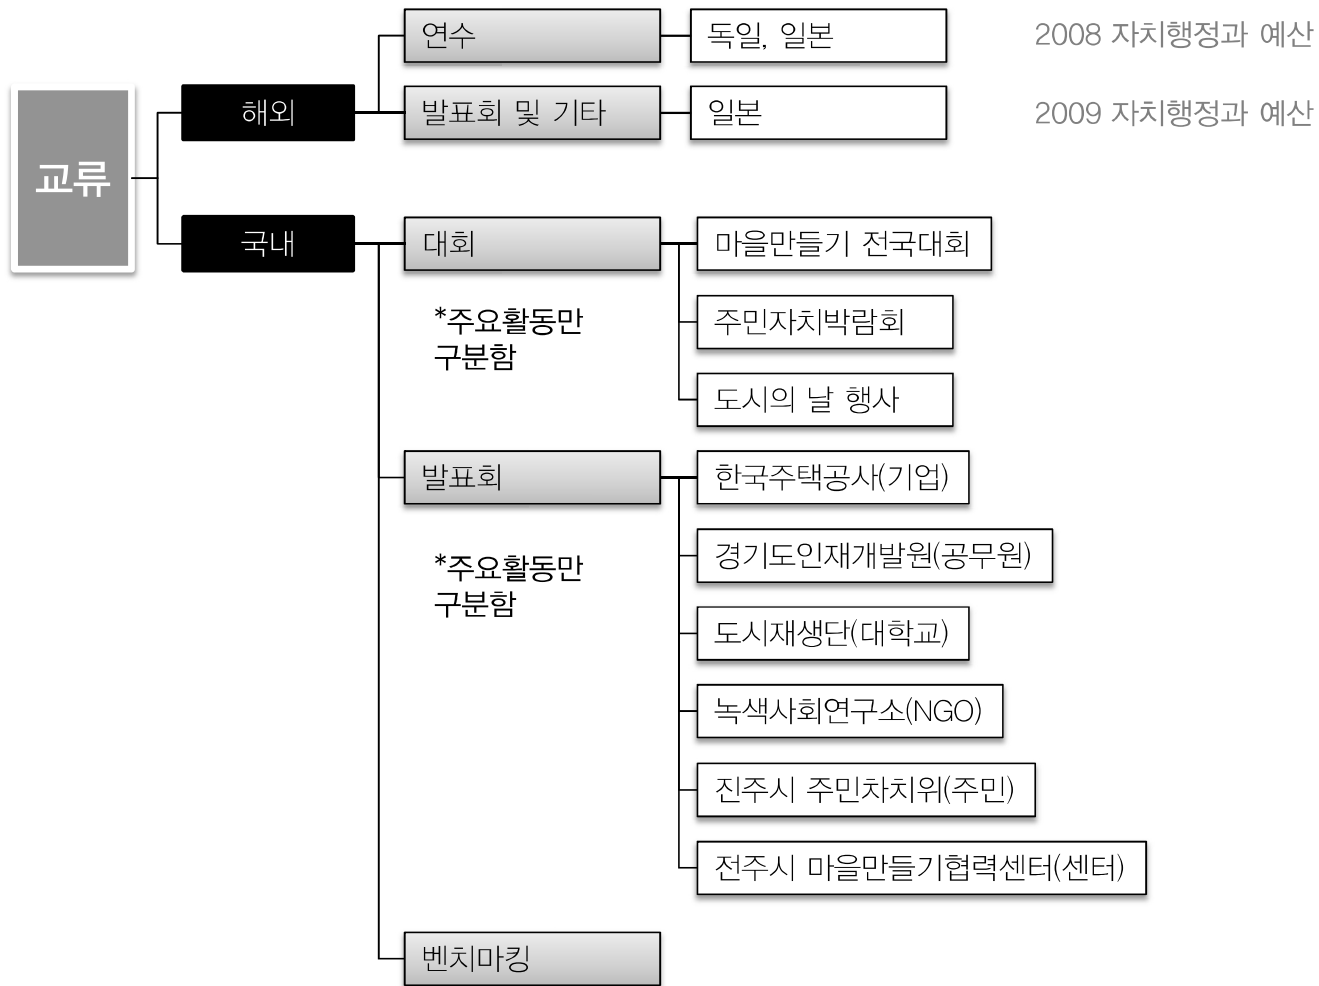 교류
해외
연수
독일, 일본
2008 자치행정과 예산
발표회 및 기타
일본
2009 자치행정과 예산
국내
대회
*주요활동만
구분함
마을만들기 전국대회
주민자치박람회
도시의 날 행사
발표회
*주요활동만
구분함
한국주택공사(기업)
경기도인재개발원(공무원)
도시재생단(대학교)
녹색사회연구소(NGO)
진주시 주민차치위(주민)
전주시 마을만들기협력센터(센터)
벤치마킹